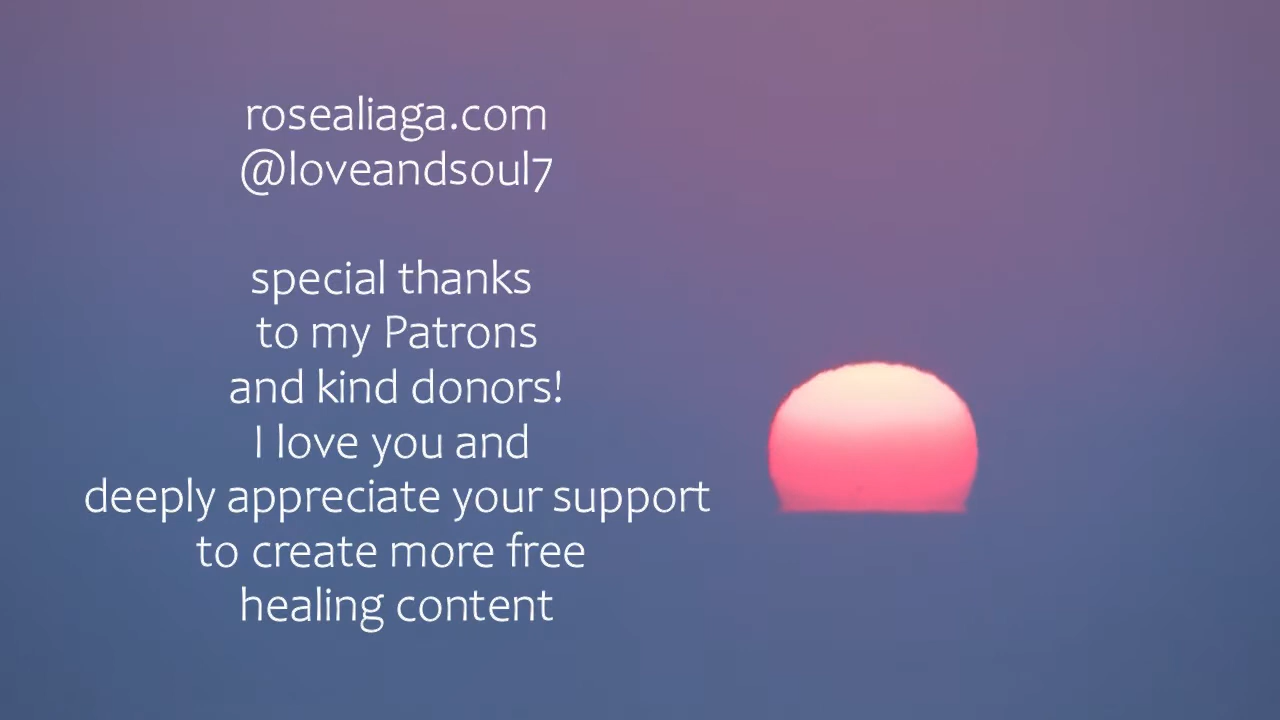 rosealiaga.com
@loveandsoul7
special thanks
to my Patrons
and kind donors!
I love you and
deeply appreciate your support
to create more free
healing content